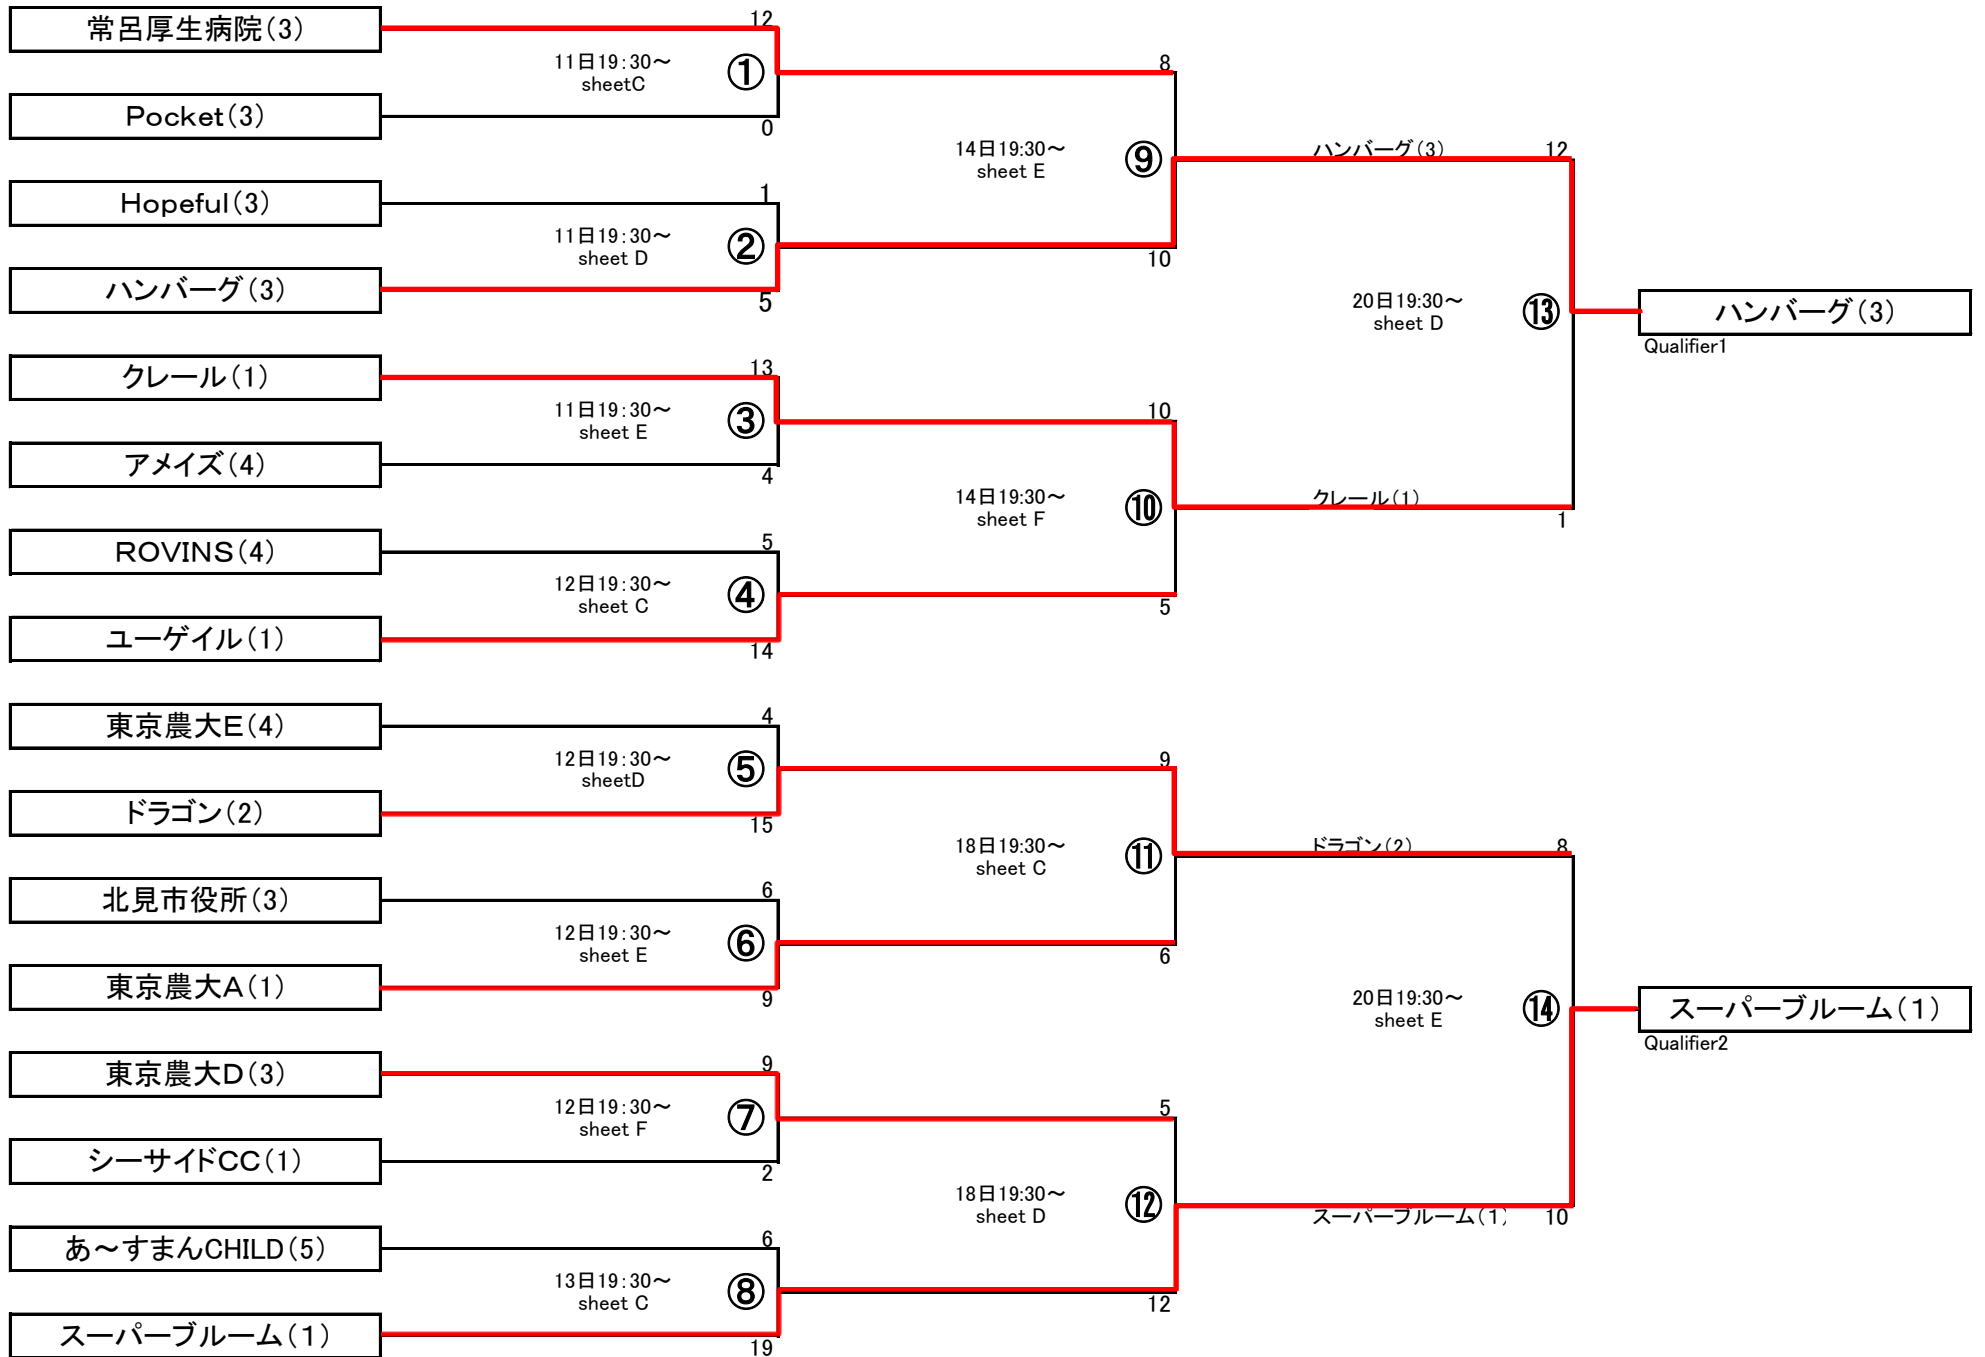 常呂厚生病院(3)
12
11日19:30～
sheetC
①
8
Pocket(3)
0
14日19:30～
sheet E
⑨
ハンバーグ(3)
12
Hopeful(3)
1
11日19:30～
sheet D
②
10
ハンバーグ(3)
5
20日19:30～
sheet D
⑬
ハンバーグ(3)
Qualifier1
クレール(1)
13
11日19:30～
sheet E
③
10
アメイズ(4)
4
14日19:30～
sheet F
⑩
クレール(1)
1
ROVINS(4)
5
12日19:30～
sheet C
④
5
ユーゲイル(1)
14
東京農大E(4)
4
12日19:30～
sheetD
⑤
9
ドラゴン(2)
15
18日19:30～
sheet C
⑪
ドラゴン(2)
8
北見市役所(3)
6
12日19:30～
sheet E
⑥
6
東京農大A(1)
9
20日19:30～
sheet E
⑭
スーパーブルーム(1)
Qualifier2
東京農大D(3)
9
12日19:30～
sheet F
⑦
5
シーサイドCC(1)
2
18日19:30～
sheet D
⑫
スーパーブルーム(1)
10
あ～すまんCHILD(5)
6
13日19:30～
sheet C
⑧
12
スーパーブルーム(1)
19